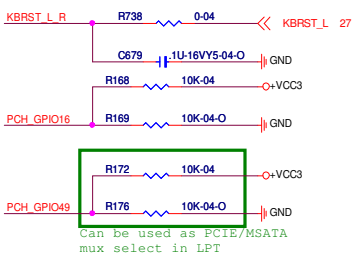 KBRST_L_R R738 0-04 KBRST_L 27
C679 .1U-16VY5-04-O GND
R168 10K-04 +VCC3
PCH_GPIO16 R169 10K-04-O GND
R172 10K-04 +VCC3
PCH_GPIO49 R176 10K-04-O GND
Can be used as PCIE/MSATA
mux select in LPT